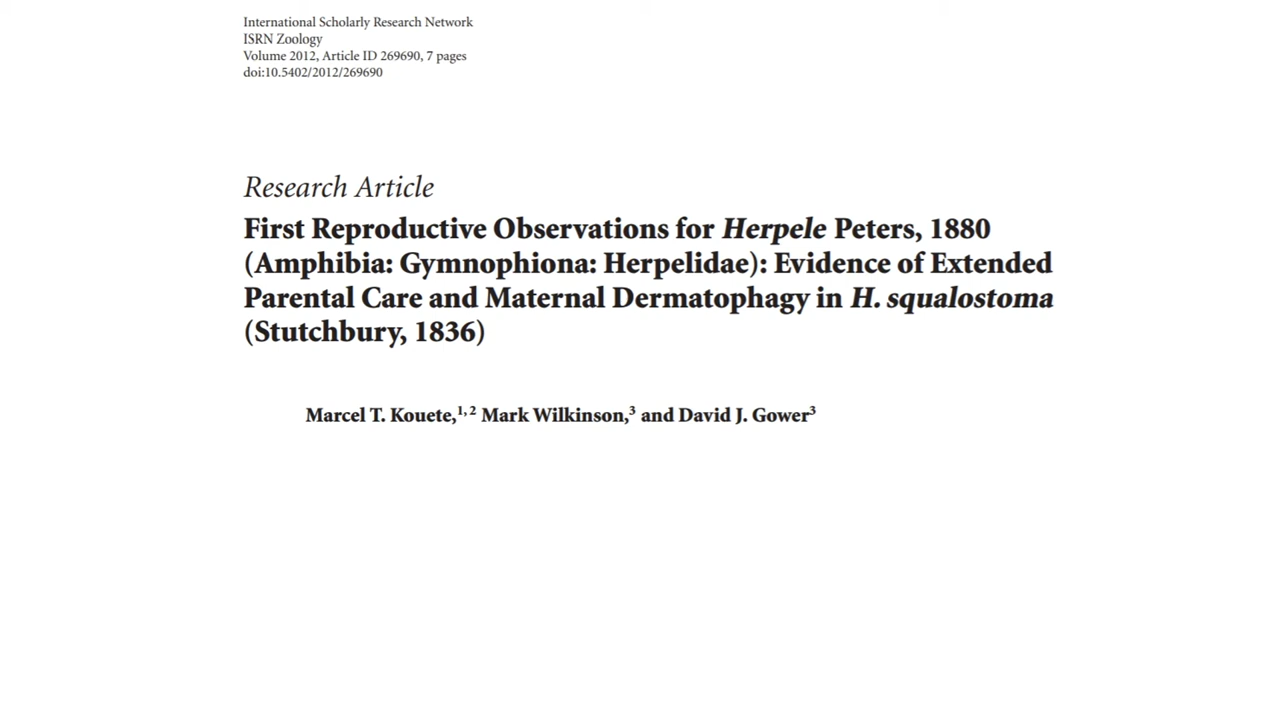 International Scholarly Research Network
ISRN Zoology
Volume 2012, Article ID 269690, 7 pages
doi:10.5402/2012/269690
Research Article
First Reproductive Observations for Herpele Peters, 1880
(Amphibia: Gymnophiona: Herpelidae): Evidence of Extended
Parental Care and Maternal Dermatophagy in H. squalostoma
(Stutchbury, 1836)
Marcel T. Kouete,1, 2 Mark Wilkinson,3 and David J. Gower3